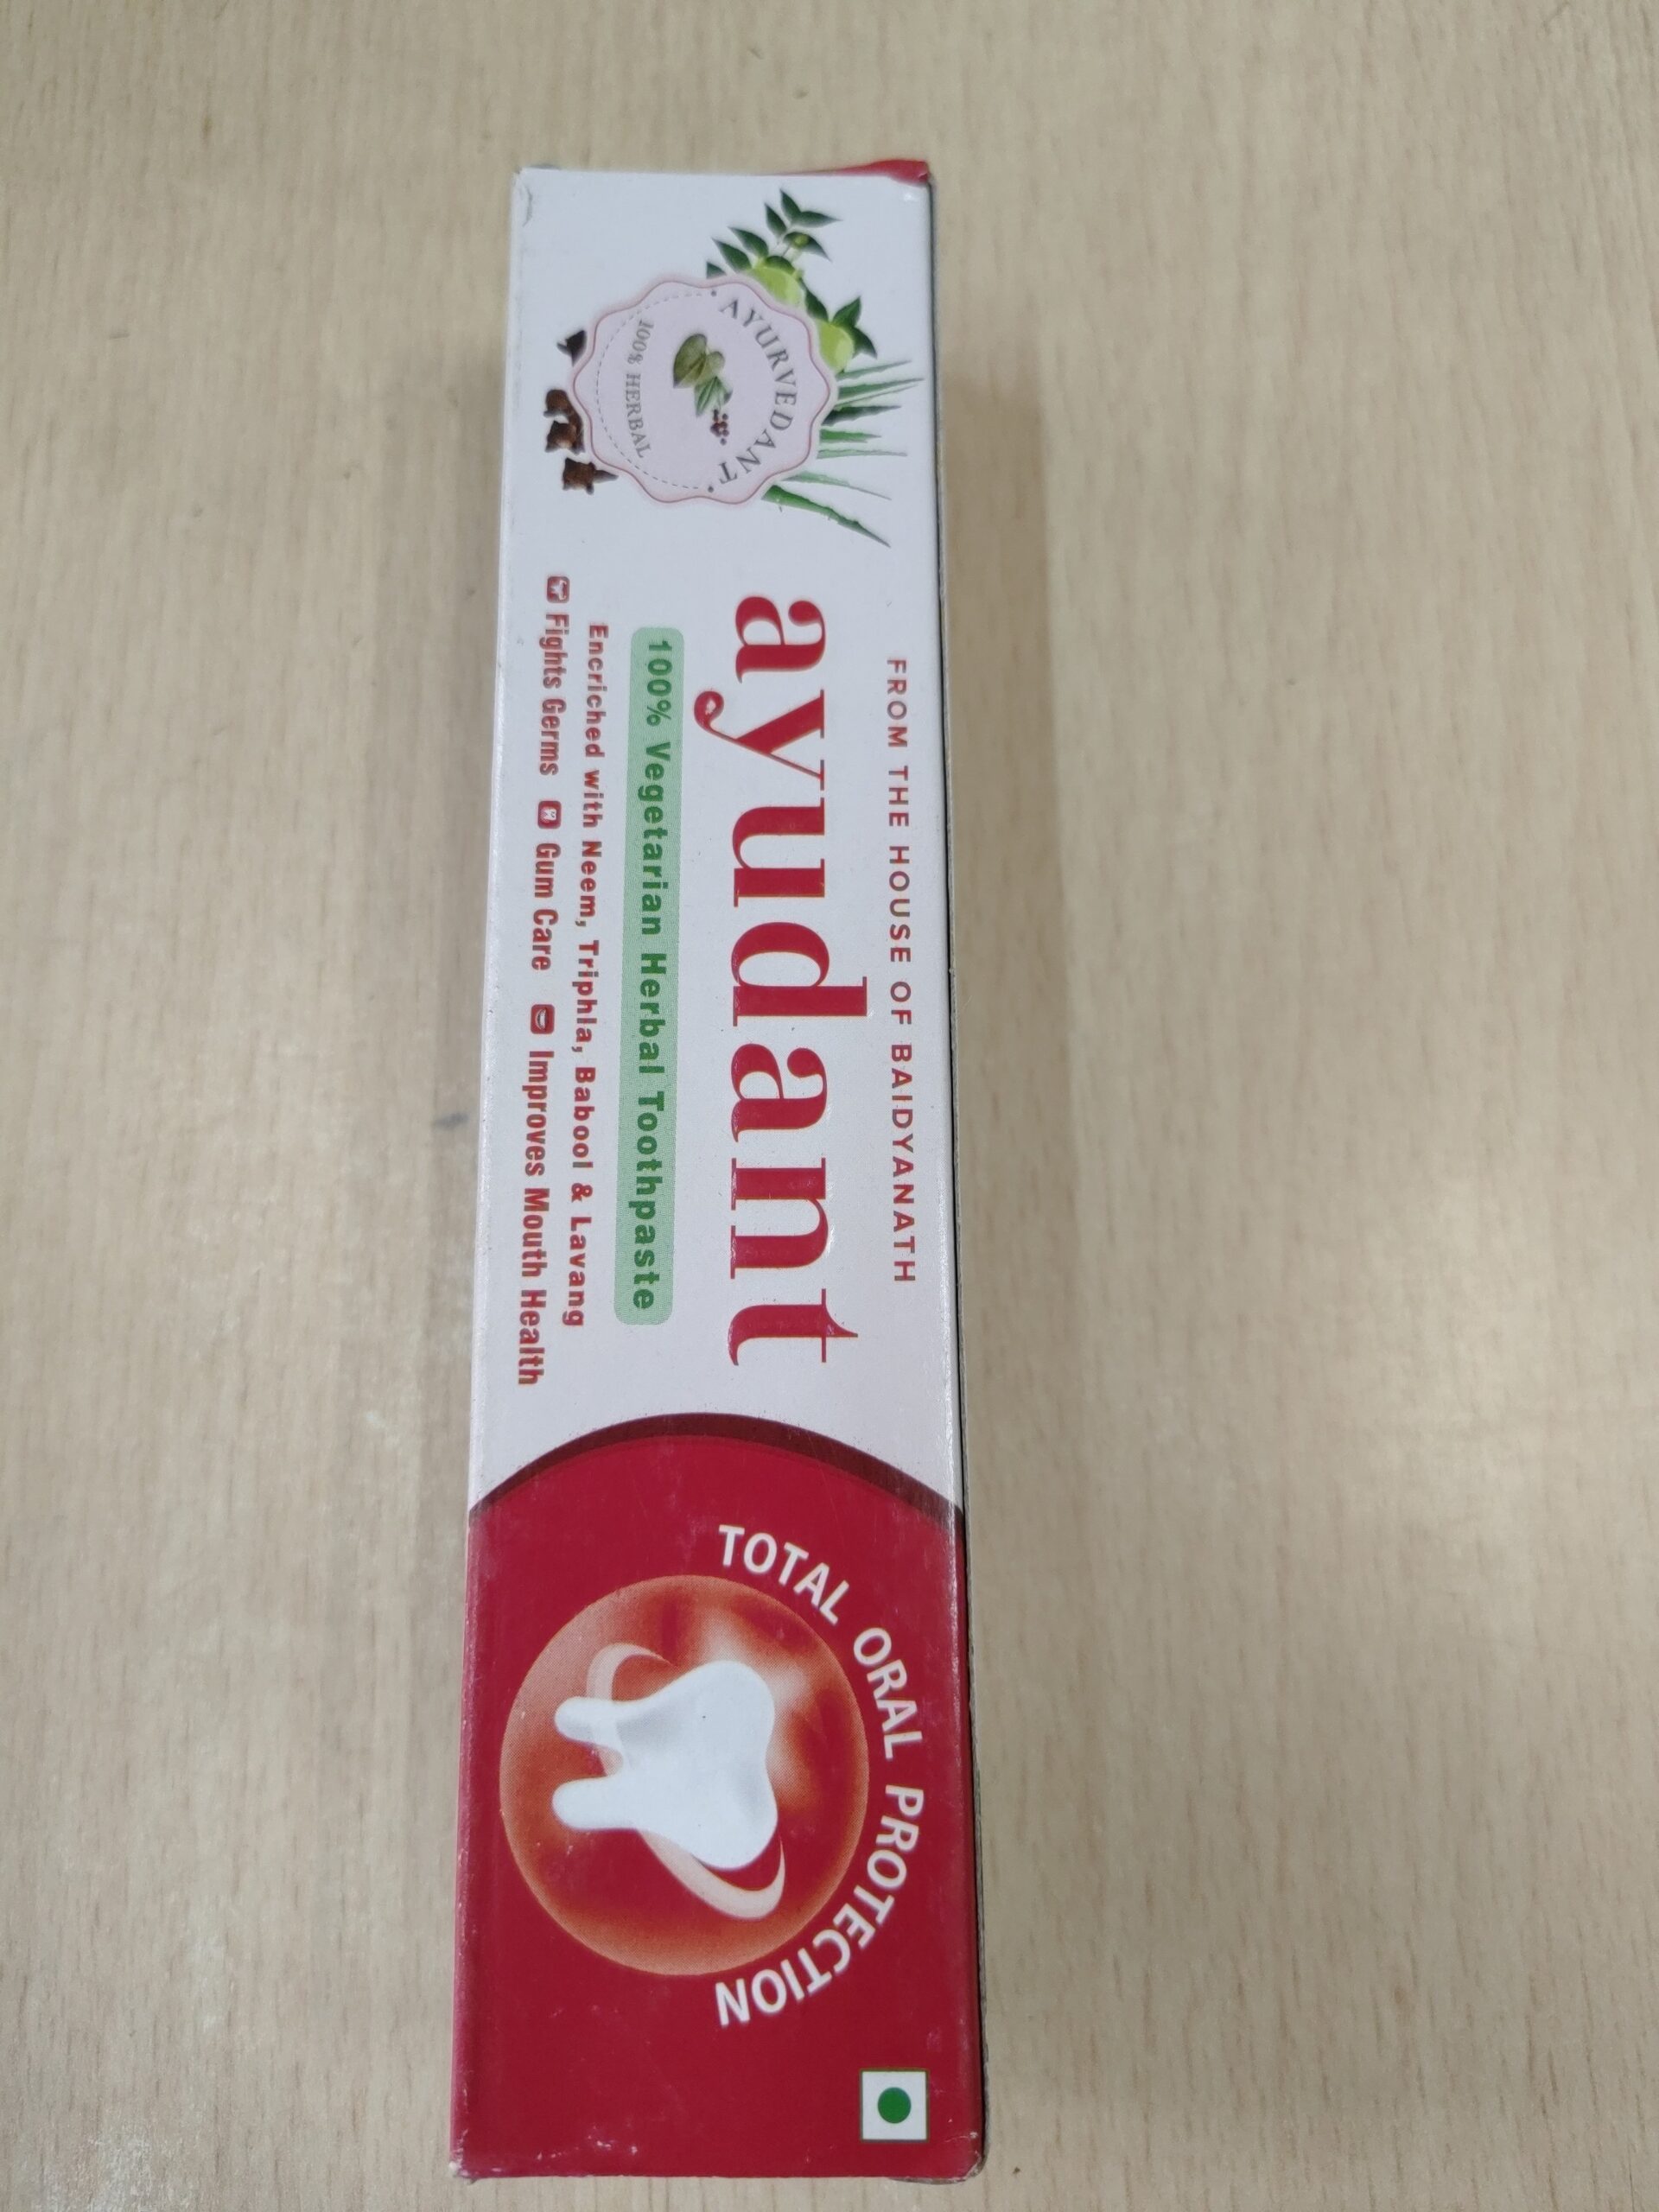 AYURVEDANT
100% HERBAL
FROM THE HOUSE OF BAIDYANATH
ayudant
100% Vegetarian Herbal Toothpaste
Encriched with Neem, Triphla, Babool & Lavang
Fights Germs Gum Care Improves Mouth Health
TOTAL ORAL PROTECTION